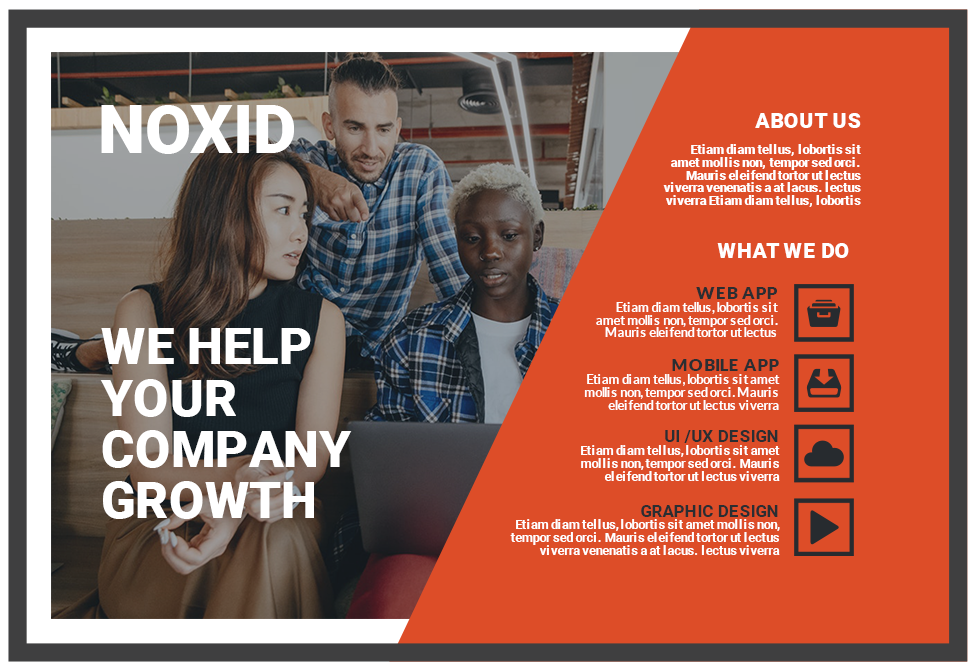 NOXID
WE HELP
YOUR
COMPANY
GROWTH
ABOUT US
Etiam diam tellus, lobortis sit
amet mollis non, tempor sed orci.
Mauris eleifend tortor ut lectus
viverra venenatis a at lacus. lectus
viverra Etiam diam tellus, lobortis
WHAT WE DO
WEB APP
Etiam diam tellus, lobortis sit
amet mollis non, tempor sed orci.
Mauris eleifend tortor ut lectus
MOBILE APP
Etiam diam tellus, lobortis sit amet
mollis non, tempor sed orci. Mauris
eleifend tortor ut lectus viverra
UI /UX DESIGN
Etiam diam tellus, lobortis sit amet
mollis non, tempor sed orci. Mauris
eleifend tortor ut lectus viverra
GRAPHIC DESIGN
Etiam diam tellus, lobortis sit amet mollis non,
tempor sed orci. Mauris eleifend tortor ut lectus
viverra venenatis a at lacus. lectus viverra